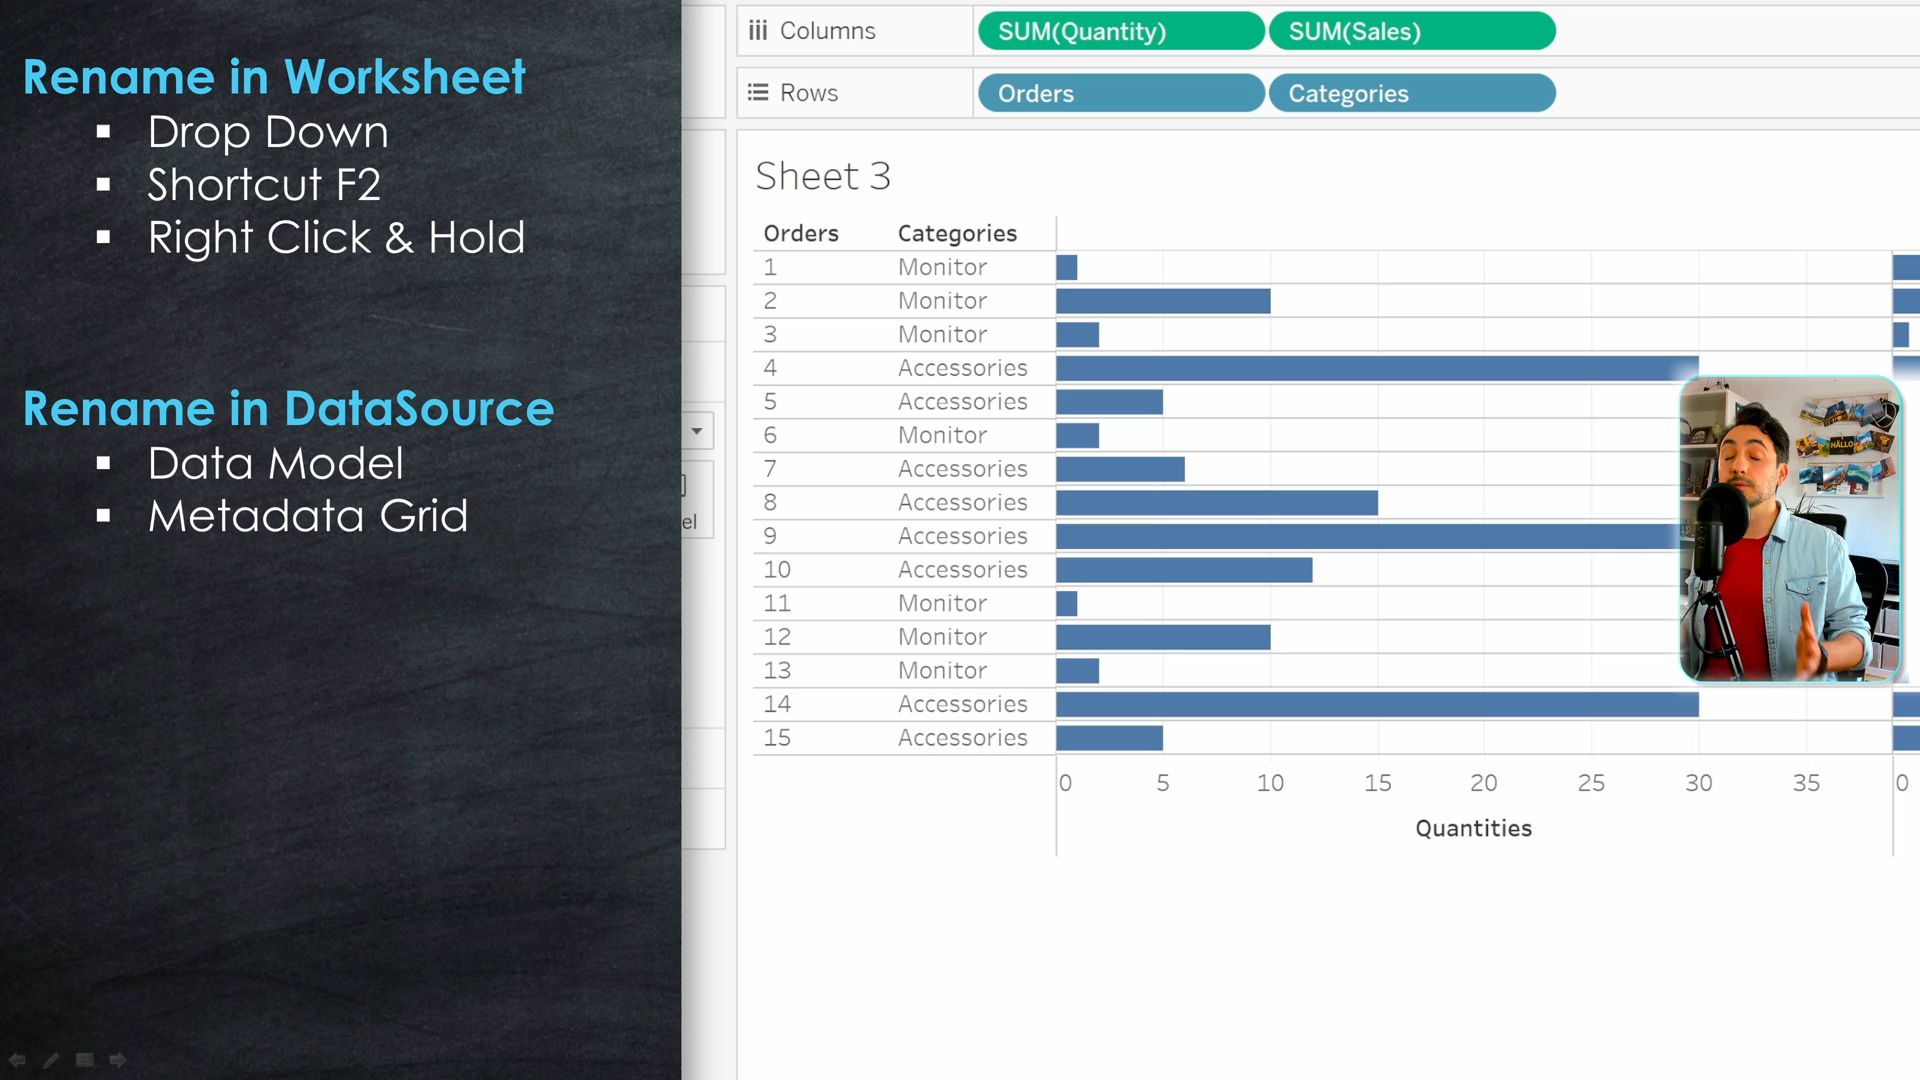 Rename in Worksheet
▪ Drop Down
▪ Shortcut F2
▪ Right Click & Hold
Rename in DataSource
▪ Data Model
▪ Metadata Grid
el
Columns SUM(Quantity) SUM(Sales)
Rows Orders Categories
Sheet 3
Orders Categories
1 Monitor
2 Monitor
3 Monitor
4 Accessories
5 Accessories
6 Monitor
7 Accessories
8 Accessories
9 Accessories
10 Accessories
11 Monitor
12 Monitor
13 Monitor
14 Accessories
15 Accessories
0 5 10 15 20 25 30 35 0
Quantities
HALLO